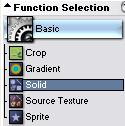 Function Selection
Basic
Crop
Gradient
Solid
Source Texture
Sprite